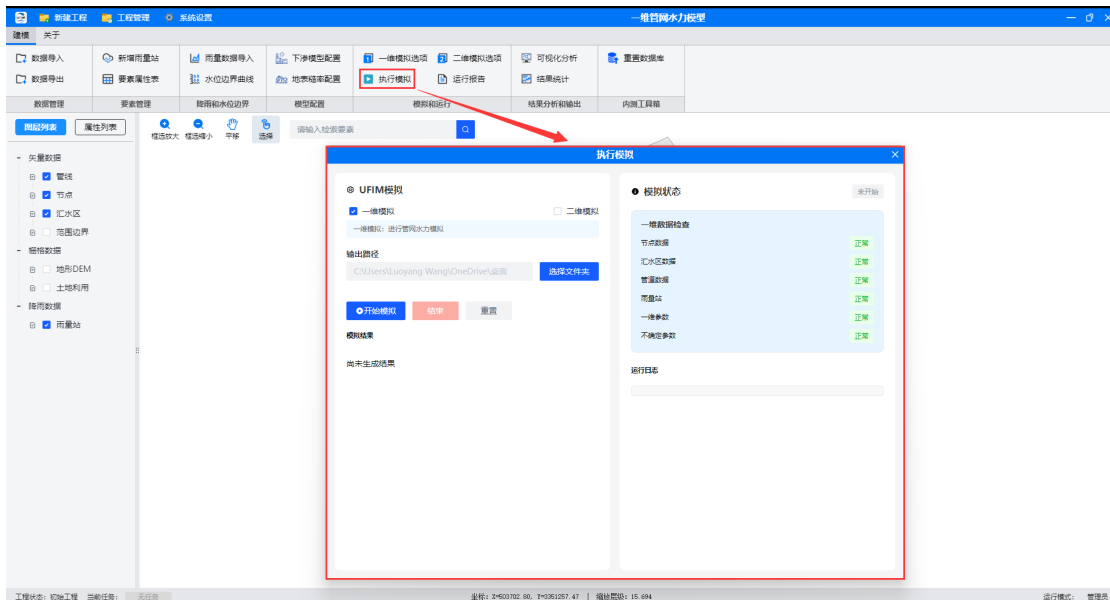 新建工程 工程管理 系统设置 一维管网水力模型
建模 关于
数据导入 新增雨量站 雨量数据导入 下渗模型配置 一维模拟选项 二维模拟选项 可视化分析 重置数据库
数据导出 要素属性表 水位边界曲线 地表糙率配置 执行模拟 运行报告 结果统计
数据管理 要素管理 降雨和水位边界 模型配置 模拟和运行 结果分析和输出 内测工具箱
图层列表 属性列表 框选放大 框选缩小 平移 选择 请输入检索要素
矢量数据
管线
节点
汇水区
范围边界
栅格数据
地形DEM
土地利用
降雨数据
雨量站
执行模拟
UFIM模拟
一维模拟 二维模拟
一维模拟：进行管网水力模拟
输出路径
C:\Users\Luoyang Wang\OneDrive\桌面 选择文件夹
开始模拟 结束 重置
模拟结果
尚未生成结果
模拟状态 未开始
一维数据检查
节点数据 正常
汇水区数据 正常
管道数据 正常
雨量站 正常
一维参数 正常
不确定参数 正常
运行日志
工程状态: 初始工程 当前任务: 无任务 坐标: X=503702.80, Y=3351257.47 | 缩放层级: 15.694 运行模式: 管理员